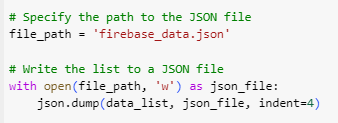 # Specify the path to the JSON file
file_path = 'firebase_data.json'
# Write the list to a JSON file
with open(file_path, 'w') as json_file:
    json.dump(data_list, json_file, indent=4)